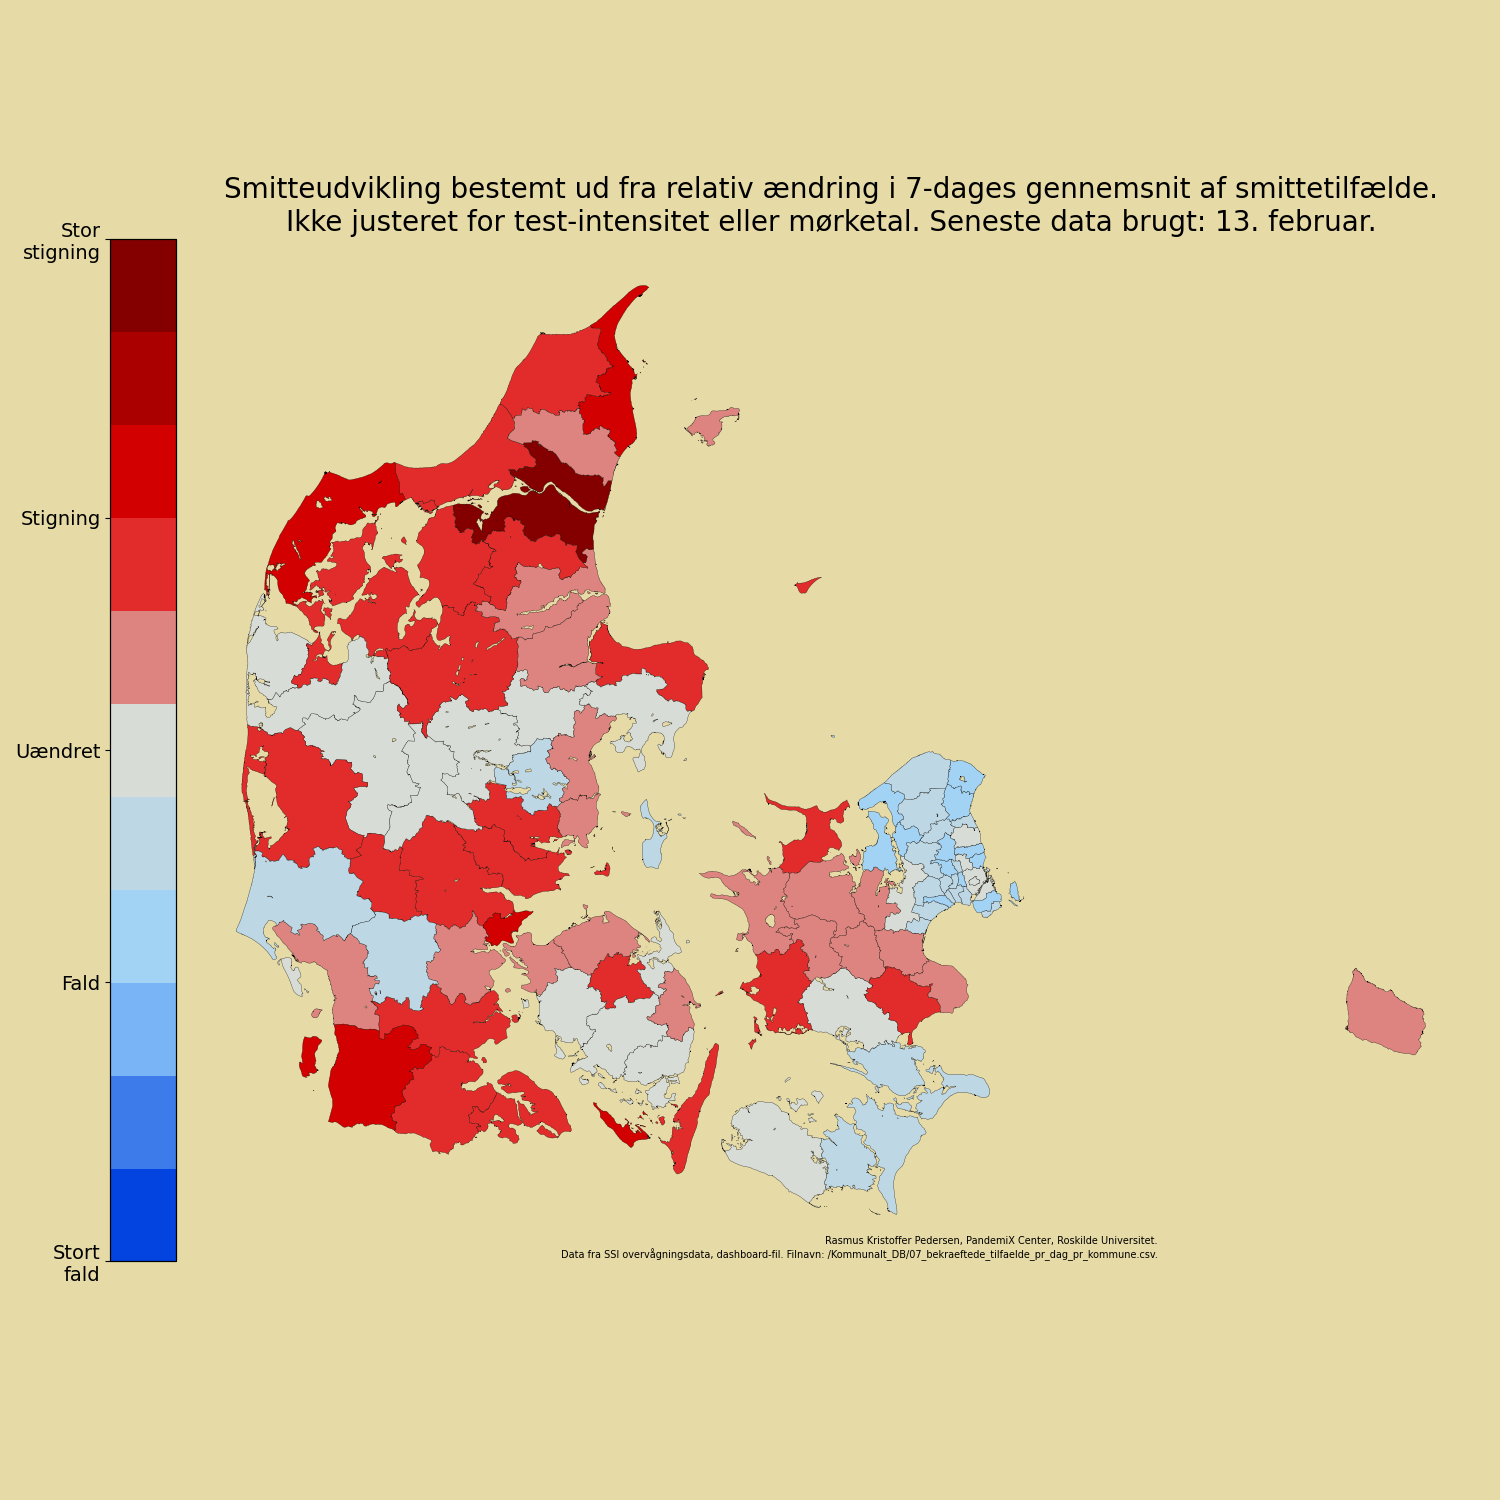 Smitteudvikling bestemt ud fra relativ ændring i 7-dages gennemsnit af smittetilfælde.
Ikke justeret for test-intensitet eller mørketal. Seneste data brugt: 13. februar.
Stor
stigning
Stigning
Uændret
Fald
Stort
fald
Rasmus Kristoffer Pedersen, PandemiX Center, Roskilde Universitet.
Data fra SSI overvågningsdata, dashboard-fil. Filnavn: /Kommunalt_DB/07_bekraeftede_tilfaelde_pr_dag_pr_kommune.csv.